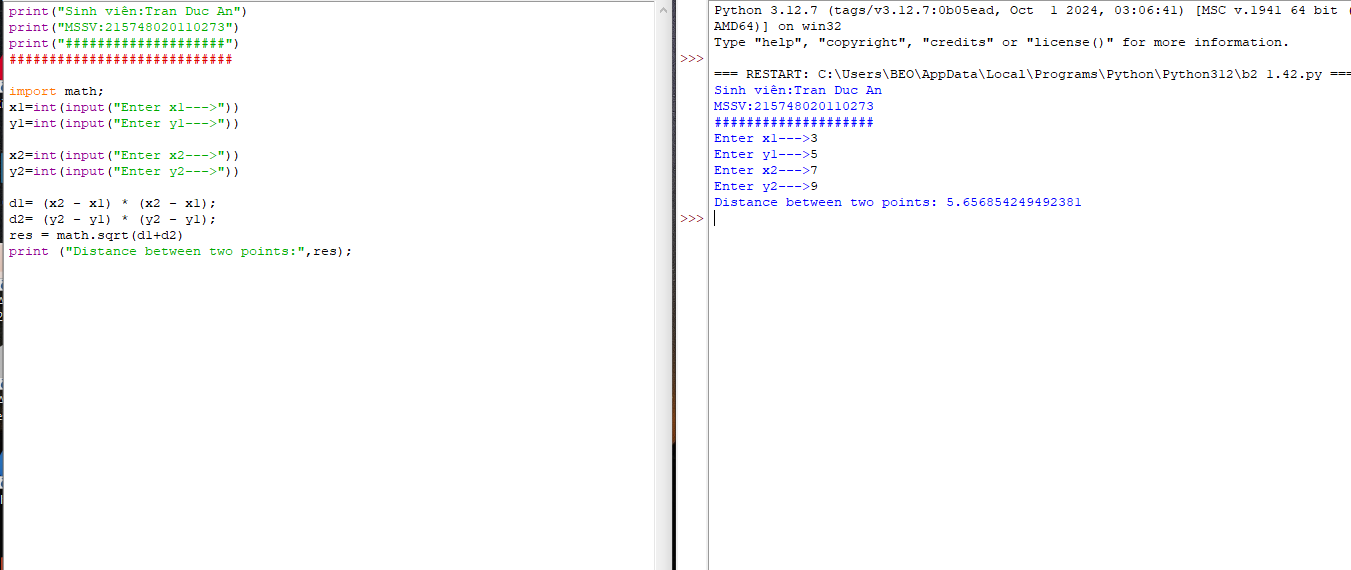 print("Sinh viên:Tran Duc An")
print("MSSV:215748020110273")
print("####################")
############################
import math;
x1=int(input("Enter x1--->"))
y1=int(input("Enter y1--->"))
x2=int(input("Enter x2--->"))
y2=int(input("Enter y2--->"))
d1= (x2 - x1) * (x2 - x1);
d2= (y2 - y1) * (y2 - y1);
res = math.sqrt(d1+d2)
print ("Distance between two points:",res);
Python 3.12.7 (tags/v3.12.7:0b05ead, Oct  1 2024, 03:06:41) [MSC v.1941 64 bit (
AMD64)] on win32
Type "help", "copyright", "credits" or "license()" for more information.
>>>
=== RESTART: C:\Users\BEO\AppData\Local\Programs\Python\Python312\b2 1.42.py ===
Sinh viên:Tran Duc An
MSSV:215748020110273
####################
Enter x1--->3
Enter y1--->5
Enter x2--->7
Enter y2--->9
Distance between two points: 5.656854249492381
>>>